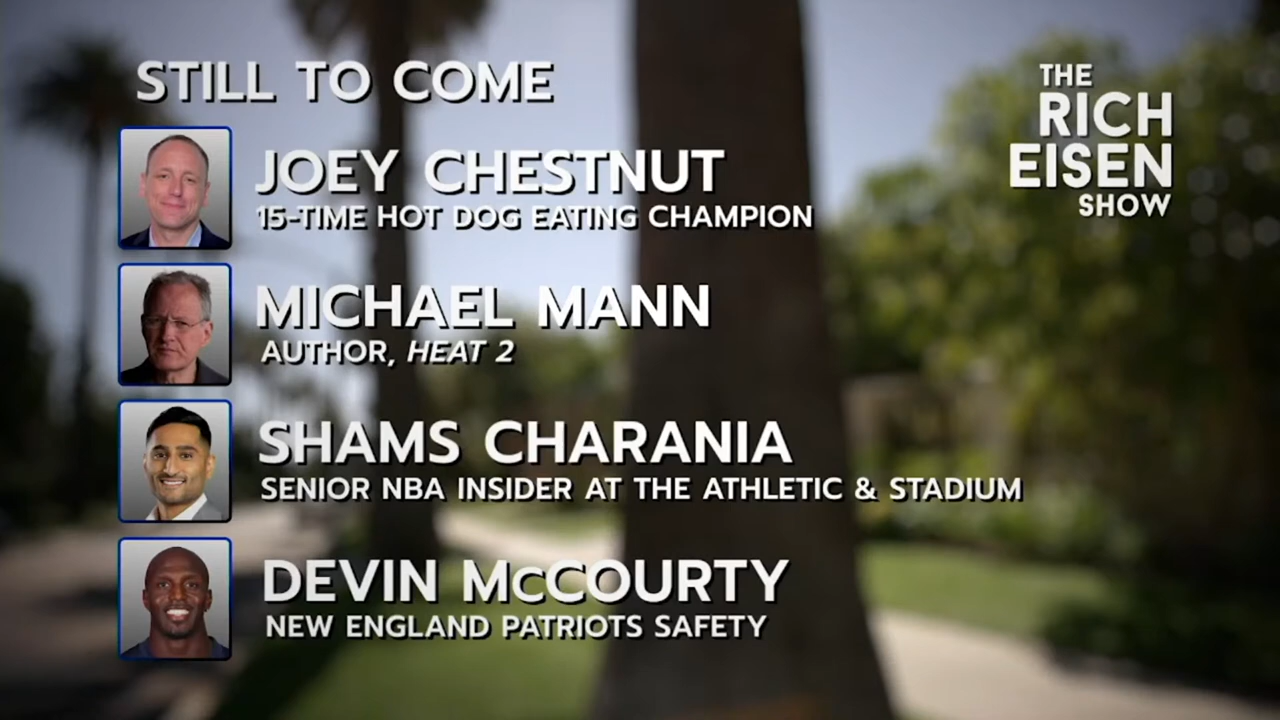 STILL TO COME
THE
RICH
EISEN
SHOW
JOEY CHESTNUT
15-TIME HOT DOG EATING CHAMPION
MICHAEL MANN
AUTHOR, HEAT 2
SHAMS CHARANIA
SENIOR NBA INSIDER AT THE ATHLETIC & STADIUM
DEVIN McCOURTY
NEW ENGLAND PATRIOTS SAFETY